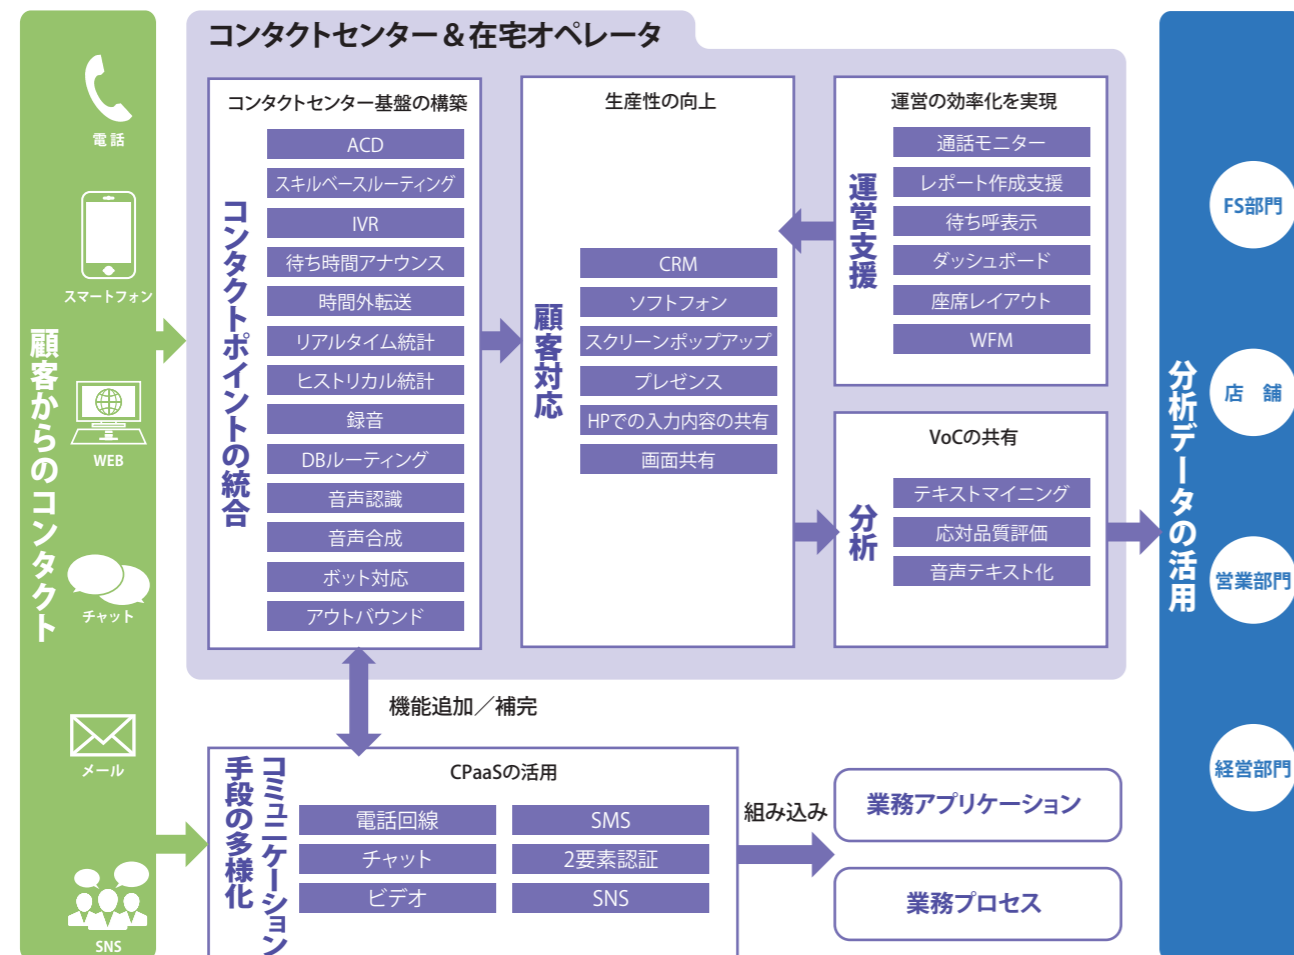 顧客からのコンタクト
電話
スマートフォン
WEB
チャット
メール
SNS
コンタクトセンター＆在宅オペレータ
コンタクトセンター基盤の構築
コンタクトポイントの統合
ACD
スキルベースルーティング
IVR
待ち時間アナウンス
時間外転送
リアルタイム統計
ヒストリカル統計
録音
DBルーティング
音声認識
音声合成
ボット対応
アウトバウンド
生産性の向上
顧客対応
CRM
ソフトフォン
スクリーンポップアップ
プレゼンス
HPでの入力内容の共有
画面共有
運営の効率化を実現
運営支援
通話モニター
レポート作成支援
待ち呼表示
ダッシュボード
座席レイアウト
WFM
VoCの共有
分析
テキストマイニング
応対品質評価
音声テキスト化
機能追加／補完
コミュニケーション
手段の多様化
CPaaSの活用
電話回線
SMS
チャット
2要素認証
ビデオ
SNS
組み込み
業務アプリケーション
業務プロセス
分析データの活用
FS部門
店舗
営業部門
経営部門